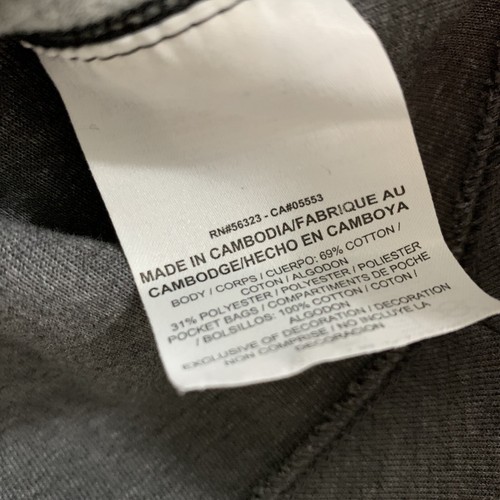 RN#56323 - CA#05553
MADE IN CAMBODIA/FABRIQUE AU
CAMBODGE/HECHO EN CAMBOYA
BODY / CORPS / CUERPO: 69% COTTON /
COTON / ALGODON
31% POLYESTER / POLYESTER / POLIESTER
POCKET BAGS / COMPARTIMENTS DE POCHE
/ BOLSILLOS: 100% COTTON / COTON /
ALGODON
EXCLUSIVE OF DECORATION / DECORATION
NON COMPRISE / NO INCLUYE LA
DECORACION